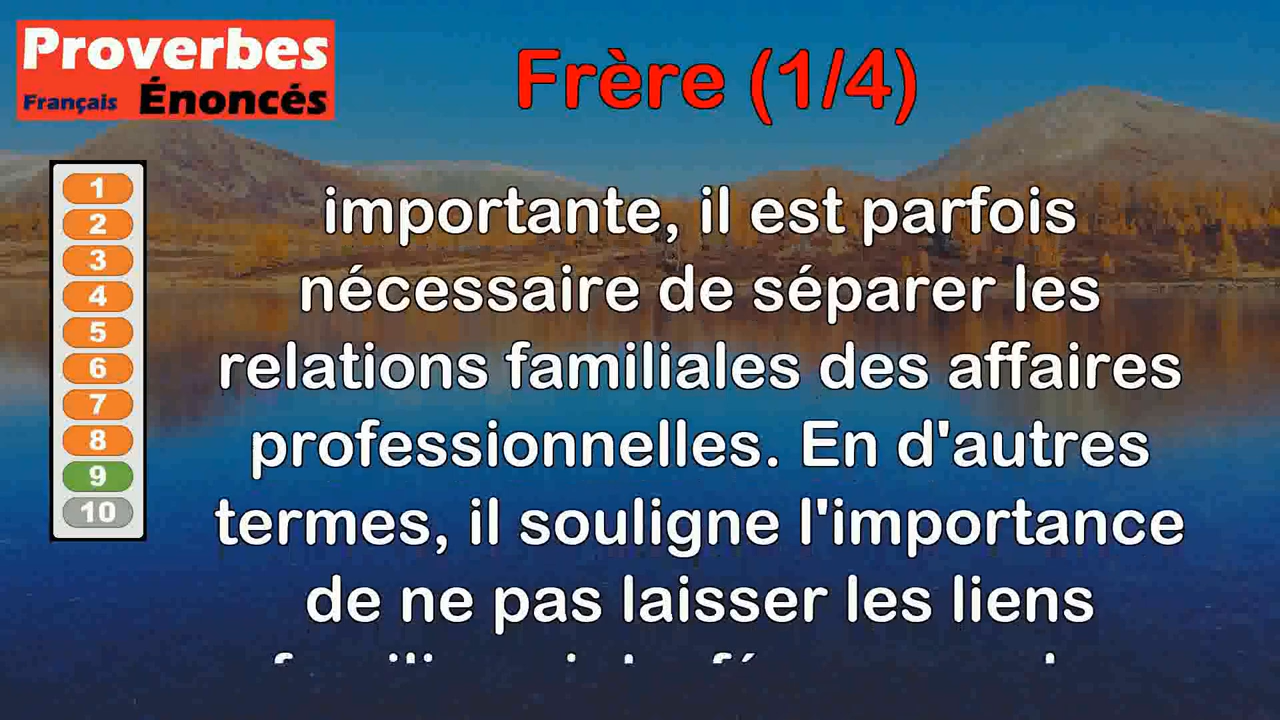 Proverbes
Français Énoncés
Frère (1/4)
1
2
3
4
5
6
7
8
9
10
importante, il est parfois
nécessaire de séparer les
relations familiales des affaires
professionnelles. En d'autres
termes, il souligne l'importance
de ne pas laisser les liens